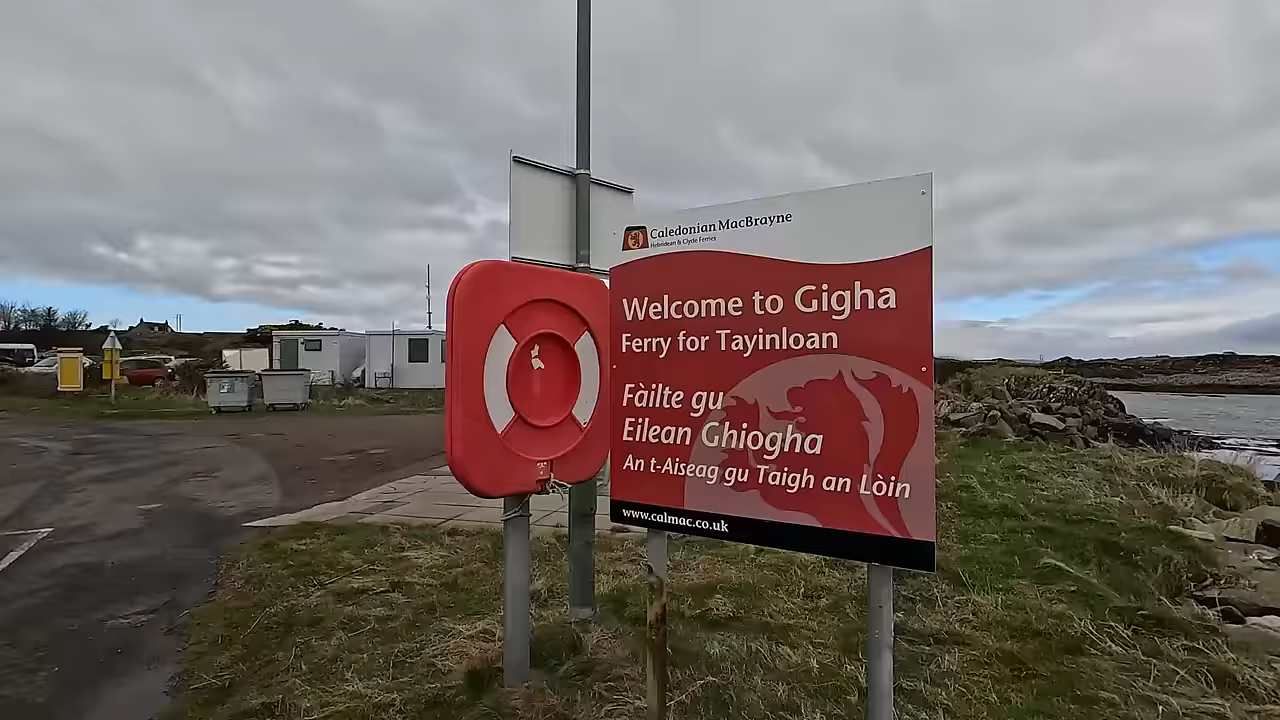 Caledonian MacBrayne
Hebridean & Clyde Ferries
Welcome to Gigha
Ferry for Tayinloan
Fàilte gu
Eilean Ghiogha
An t-Aiseag gu Taigh an Lòin
www.calmac.co.uk